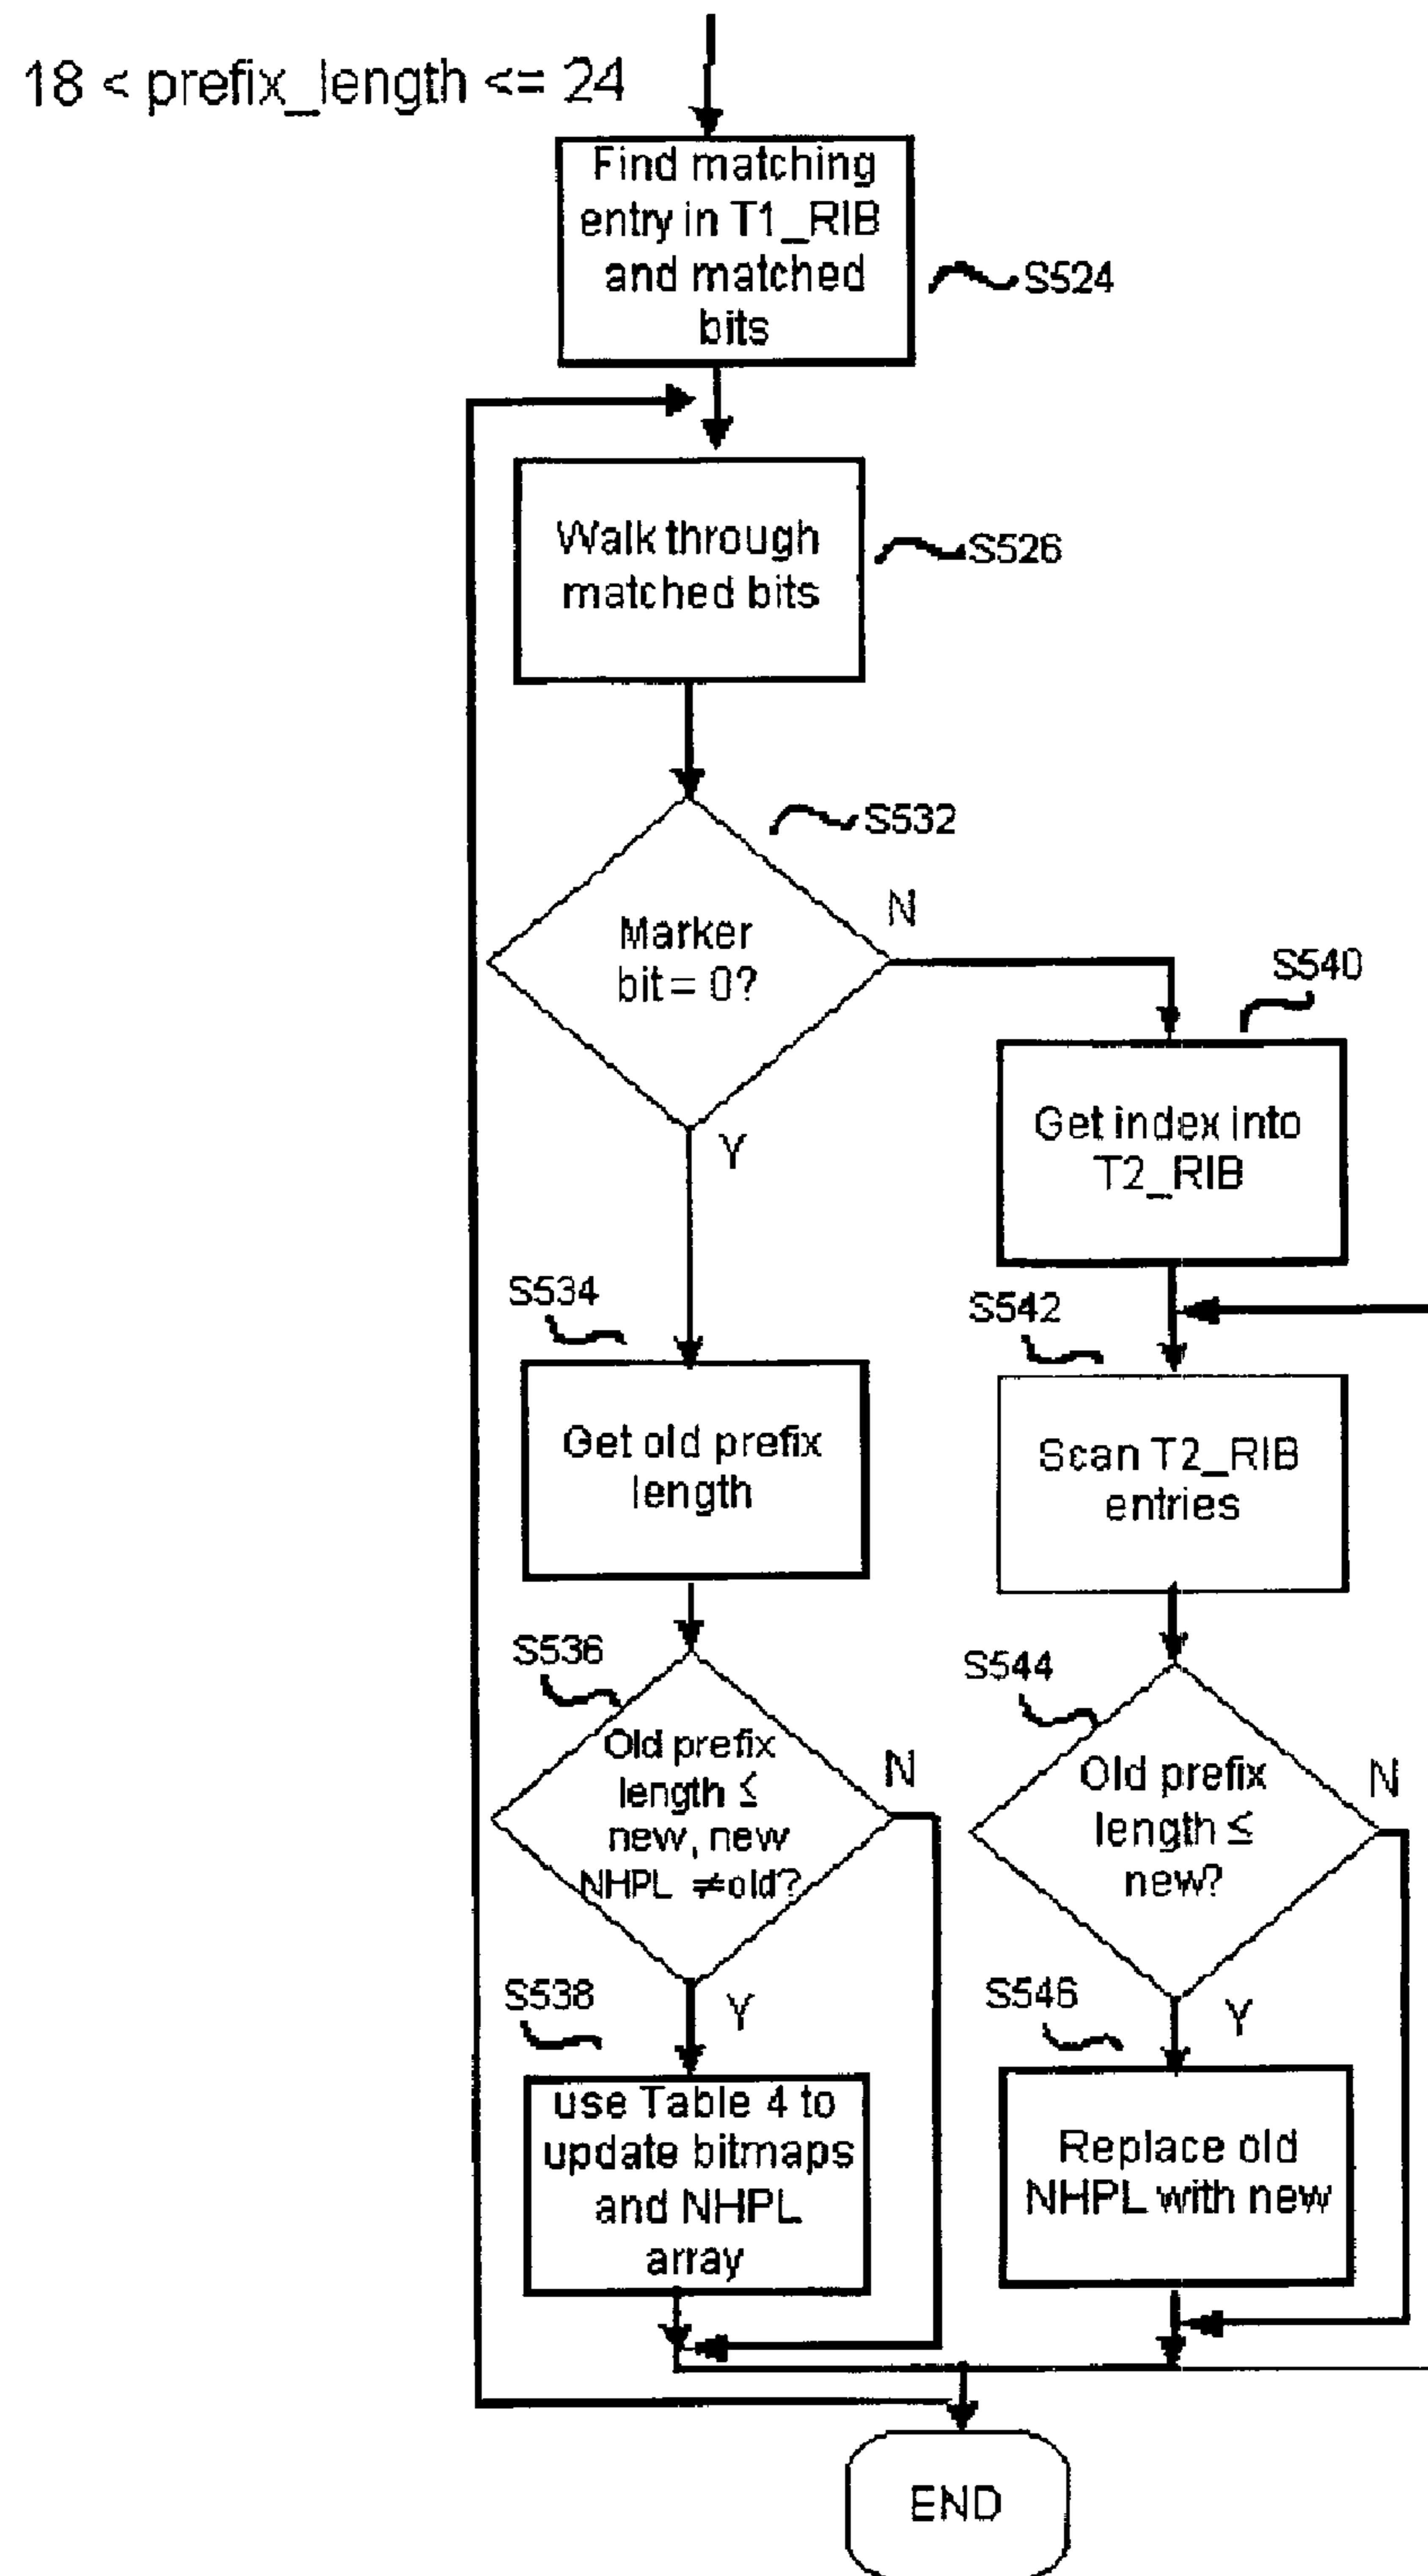 18 < prefix_length <= 24
Find matching
entry in T1_RIB
and matched
bits
S524
Walk through
matched bits
S526
S532
Marker
bit = 0?
N
Y
S540
Get index into
T2_RIB
S534
Get old prefix
length
S542
Scan T2_RIB
entries
S536
Old prefix
length ≤
new, new
NHPL ≠old?
N
Y
S544
Old prefix
length ≤
new?
N
Y
S538
use Table 4 to
update bitmaps
and NHPL
array
S546
Replace old
NHPL with new
END